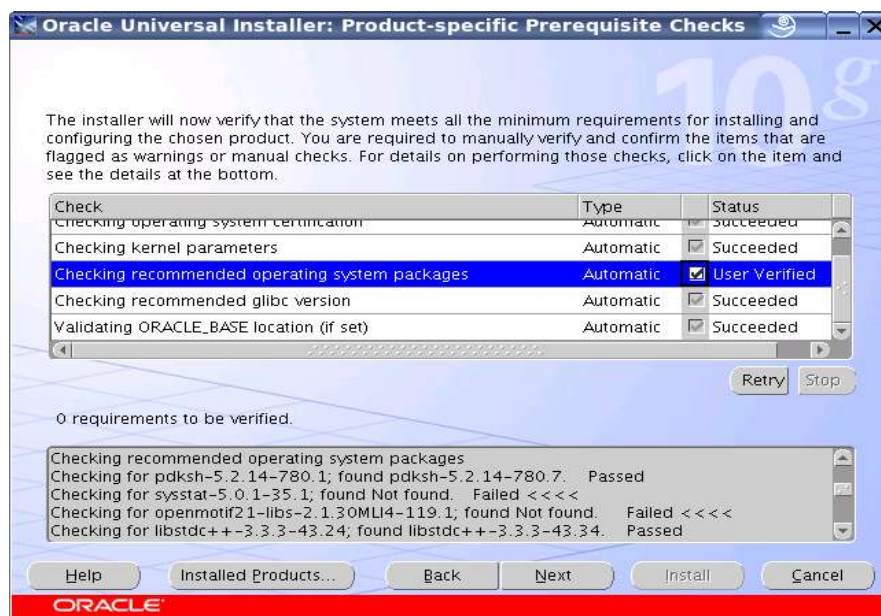 Oracle Universal Installer: Product-specific Prerequisite Checks
10g
The installer will now verify that the system meets all the minimum requirements for installing and
configuring the chosen product. You are required to manually verify and confirm the items that are
flagged as warnings or manual checks. For details on performing those checks, click on the item and
see the details at the bottom.
Check Type Status
Checking operating system certification Automatic Succeeded
Checking kernel parameters Automatic Succeeded
Checking recommended operating system packages Automatic User Verified
Checking recommended glibc version Automatic Succeeded
Validating ORACLE_BASE location (if set) Automatic Succeeded
Retry Stop
0 requirements to be verified.
Checking recommended operating system packages
Checking for pdksh-5.2.14-780.1; found pdksh-5.2.14-780.7. Passed
Checking for sysstat-5.0.1-35.1; found Not found. Failed <<<<
Checking for openmotif21-libs-2.1.30MLI4-119.1; found Not found. Failed <<<<
Checking for libstdc++-3.3.3-43.24; found libstdc++-3.3.3-43.34. Passed
Help Installed Products... Back Next Install Cancel
ORACLE